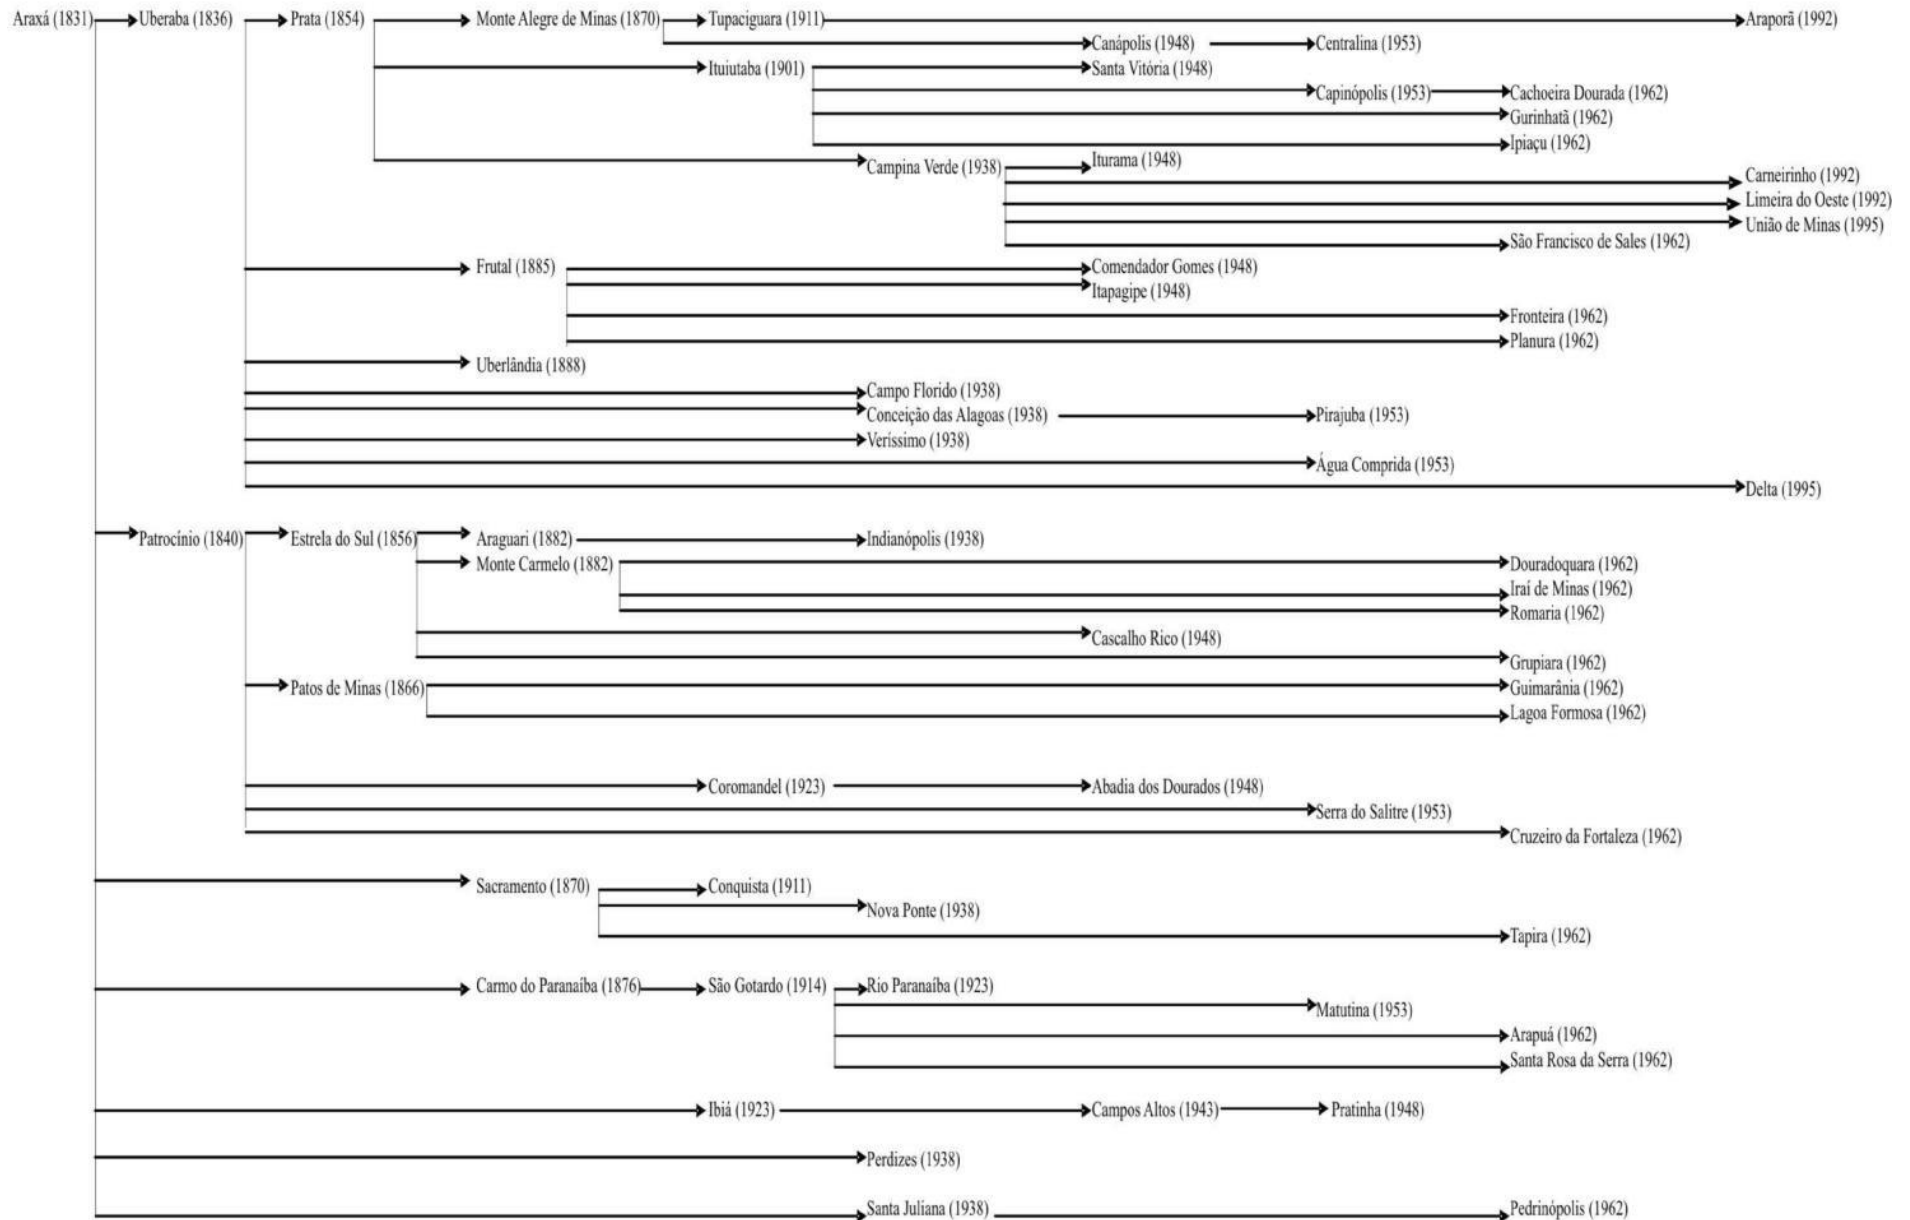 Araxá (1831)
Uberaba (1836)
Prata (1854)
Monte Alegre de Minas (1870)
Tupaciguara (1911)
Araporã (1992)
Canápolis (1948)
Centralina (1953)
Ituiutaba (1901)
Santa Vitória (1948)
Capinópolis (1953)
Cachoeira Dourada (1962)
Gurinhatã (1962)
Ipiaçu (1962)
Campina Verde (1938)
Iturama (1948)
Carneirinho (1992)
Limeira do Oeste (1992)
União de Minas (1995)
São Francisco de Sales (1962)
Frutal (1885)
Comendador Gomes (1948)
Itapagipe (1948)
Fronteira (1962)
Planura (1962)
Uberlândia (1888)
Campo Florido (1938)
Conceição das Alagoas (1938)
Pirajuba (1953)
Veríssimo (1938)
Água Comprida (1953)
Delta (1995)
Patrocínio (1840)
Estrela do Sul (1856)
Araguari (1882)
Indianópolis (1938)
Monte Carmelo (1882)
Douradoquara (1962)
Iraí de Minas (1962)
Romaria (1962)
Cascalho Rico (1948)
Grupiara (1962)
Patos de Minas (1866)
Guimarânia (1962)
Lagoa Formosa (1962)
Coromandel (1923)
Abadia dos Dourados (1948)
Serra do Salitre (1953)
Cruzeiro da Fortaleza (1962)
Sacramento (1870)
Conquista (1911)
Nova Ponte (1938)
Tapira (1962)
Carmo do Paranaíba (1876)
São Gotardo (1914)
Rio Paranaíba (1923)
Matutina (1953)
Arapuá (1962)
Santa Rosa da Serra (1962)
Ibiá (1923)
Campos Altos (1943)
Pratinha (1948)
Perdizes (1938)
Santa Juliana (1938)
Pedrinópolis (1962)